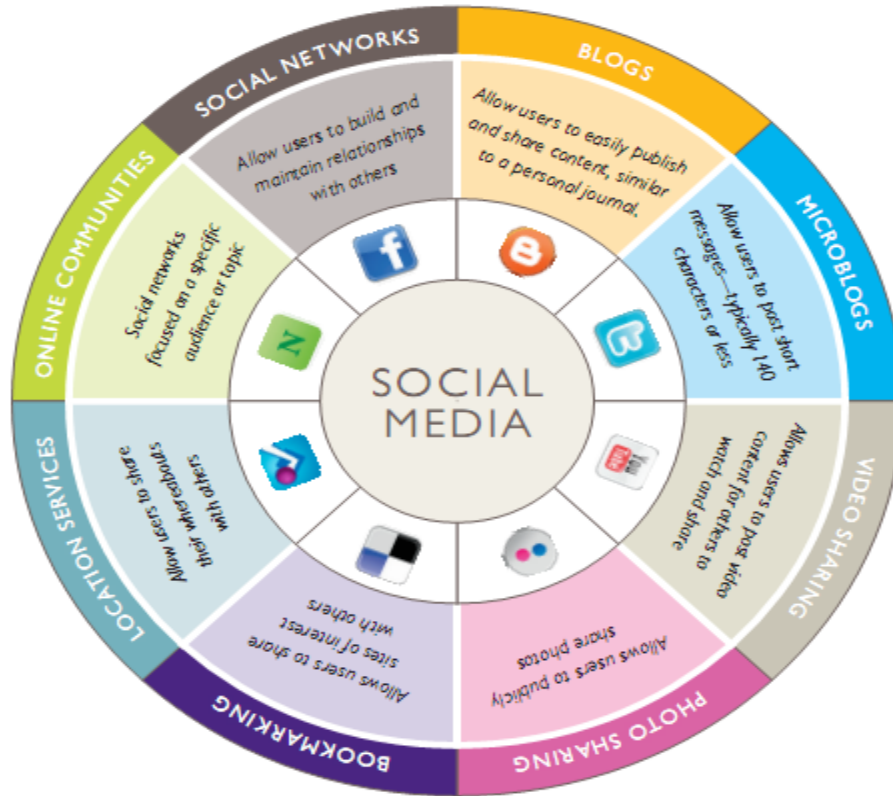 SOCIAL MEDIA
SOCIAL NETWORKS
Allow users to build and
maintain relationships
with others
BLOGS
Allow users to easily publish
and share content, similar
to a personal journal.
MICROBLOGS
Allow users to post short
messages—typically 140
characters or less
VIDEO SHARING
Allows users to post video
content for others to
watch and share
You
Tube
PHOTO SHARING
Allows users to publicly
share photos
BOOKMARKING
Allows users to share
sites of interest
with others
LOCATION SERVICES
Allow users to share
their whereabouts
with others
ONLINE COMMUNITIES
Social networks
focused on a specific
audience or topic
f
N